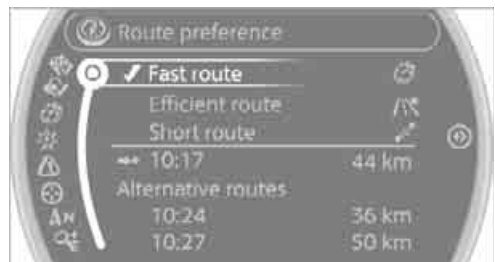 Route preference
Fast route
Efficient route
Short route
10:17 44 km
Alternative routes
10:24 36 km
10:27 50 km